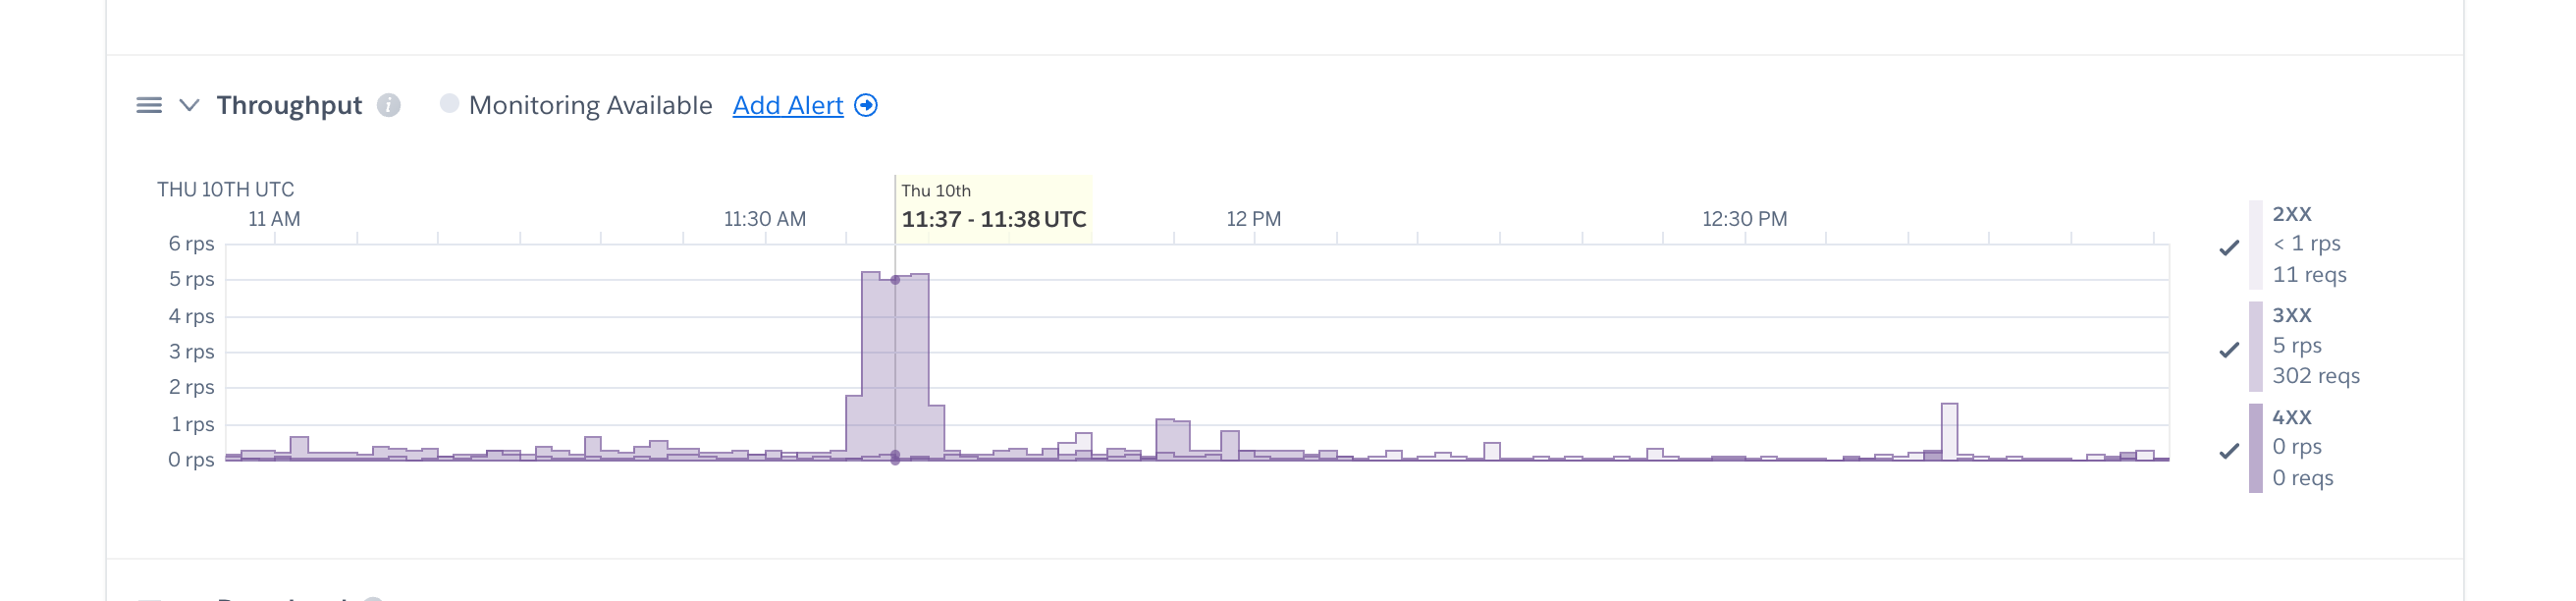 Throughput i Monitoring Available Add Alert
THU 10TH UTC
Thu 10th
11 AM 11:30 AM 11:37 - 11:38 UTC 12 PM 12:30 PM
6 rps
5 rps
4 rps
3 rps
2 rps
1 rps
0 rps
2XX
< 1 rps
11 reqs
3XX
5 rps
302 reqs
4XX
0 rps
0 reqs